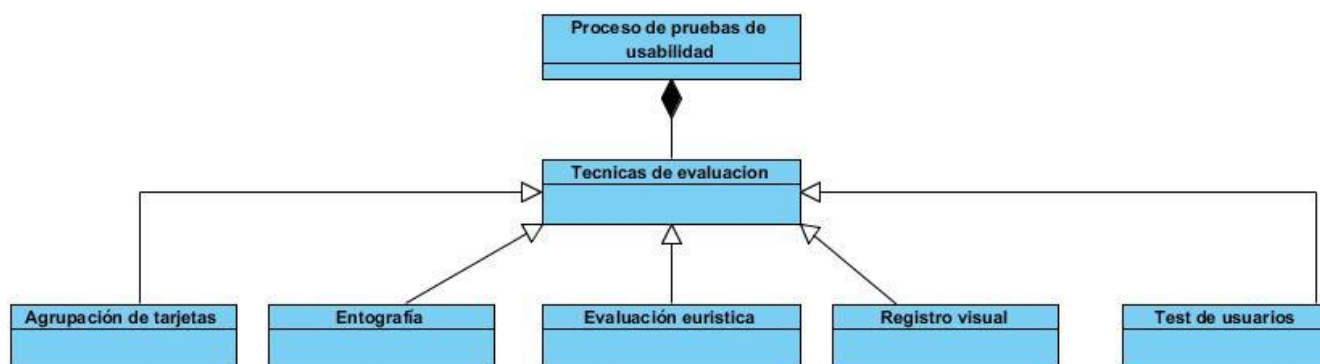 Proceso de pruebas de
usabilidad
Tecnicas de evaluacion
Agrupación de tarjetas
Entografía
Evaluación euristica
Registro visual
Test de usuarios